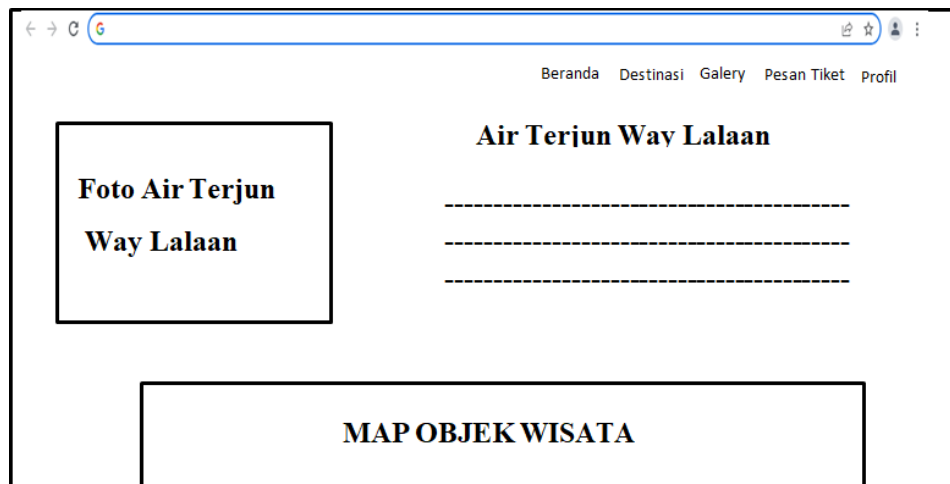 Beranda Destinasi Galery Pesan Tiket Profil
Air Terjun Way Lalaan
Foto Air Terjun
Way Lalaan
-----------------------------------------
-----------------------------------------
-----------------------------------------
MAP OBJEK WISATA